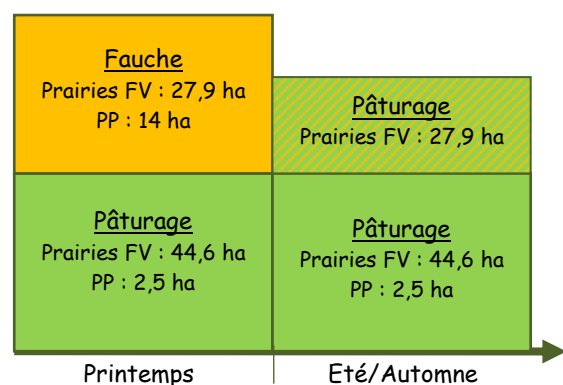 Fauche
Prairies FV : 27,9 ha
PP : 14 ha
Pâturage
Prairies FV : 27,9 ha
Pâturage
Prairies FV : 44,6 ha
PP : 2,5 ha
Pâturage
Prairies FV : 44,6 ha
PP : 2,5 ha
Printemps
Eté/Automne